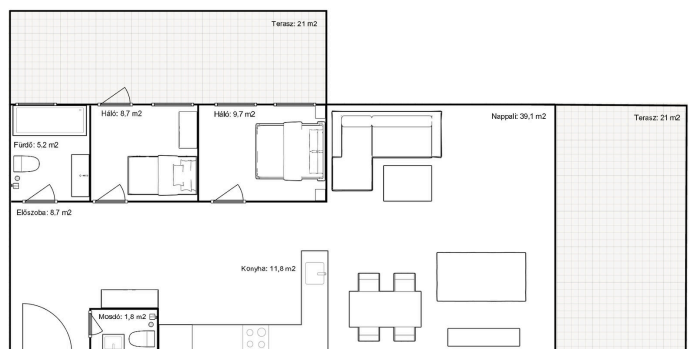 Terasz: 21 m2
Háló: 8,7 m2
Háló: 9,7 m2
Nappali: 39,1 m2
Terasz: 21 m2
Fürdő: 5,2 m2
Előszoba: 8,7 m2
Konyha: 11,8 m2
Mosdó: 1,8 m2